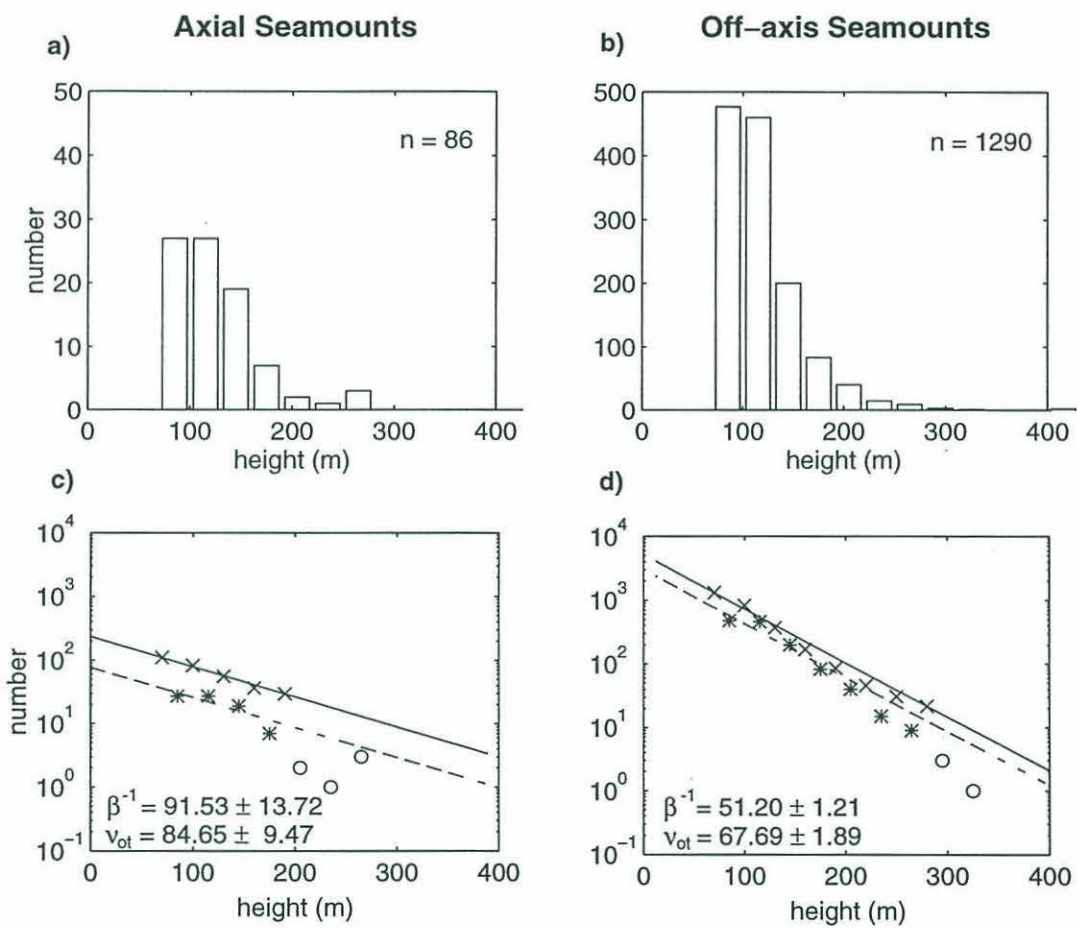 Axial Seamounts
Off–axis Seamounts
a)
b)
50
40
30
20
10
0
number
n = 86
0 100 200 300 400
height (m)
500
400
300
200
100
0
n = 1290
0 100 200 300 400
height (m)
c)
d)
10^4
10^3
10^2
10^1
10^0
10^−1
number
β^-1 = 91.53 ± 13.72
ν_ot = 84.65 ± 9.47
0 100 200 300 400
height (m)
10^4
10^3
10^2
10^1
10^0
10^−1
β^-1 = 51.20 ± 1.21
ν_ot = 67.69 ± 1.89
0 100 200 300 400
height (m)